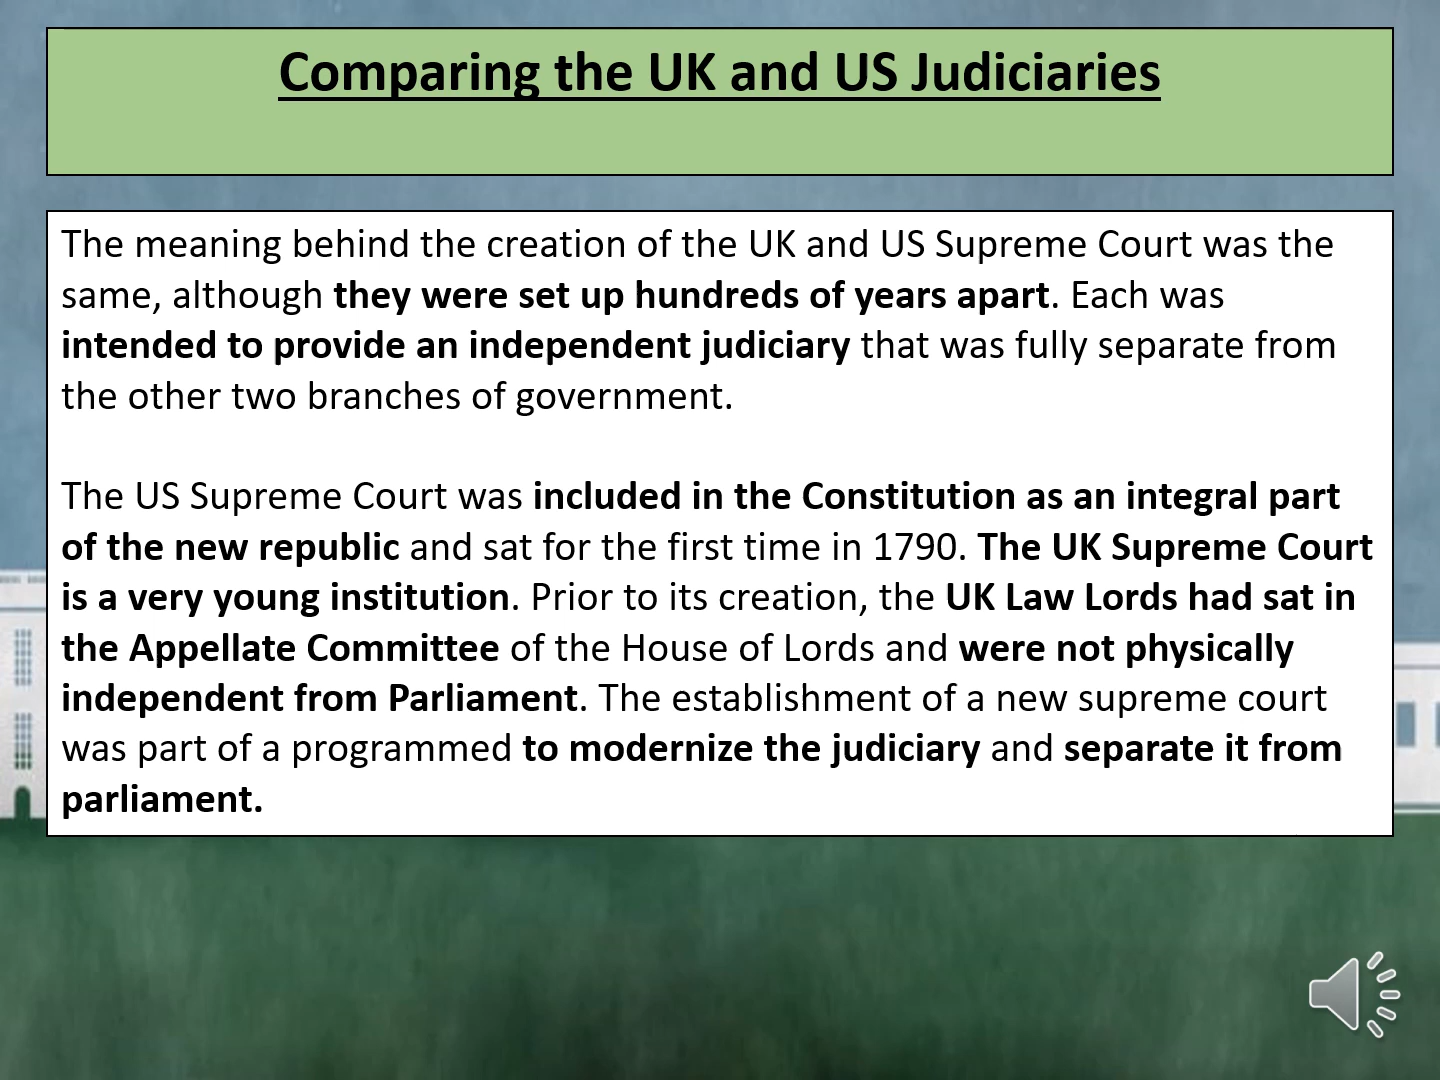 Comparing the UK and US Judiciaries
The meaning behind the creation of the UK and US Supreme Court was the
same, although they were set up hundreds of years apart. Each was
intended to provide an independent judiciary that was fully separate from
the other two branches of government.
The US Supreme Court was included in the Constitution as an integral part
of the new republic and sat for the first time in 1790. The UK Supreme Court
is a very young institution. Prior to its creation, the UK Law Lords had sat in
the Appellate Committee of the House of Lords and were not physically
independent from Parliament. The establishment of a new supreme court
was part of a programmed to modernize the judiciary and separate it from
parliament.